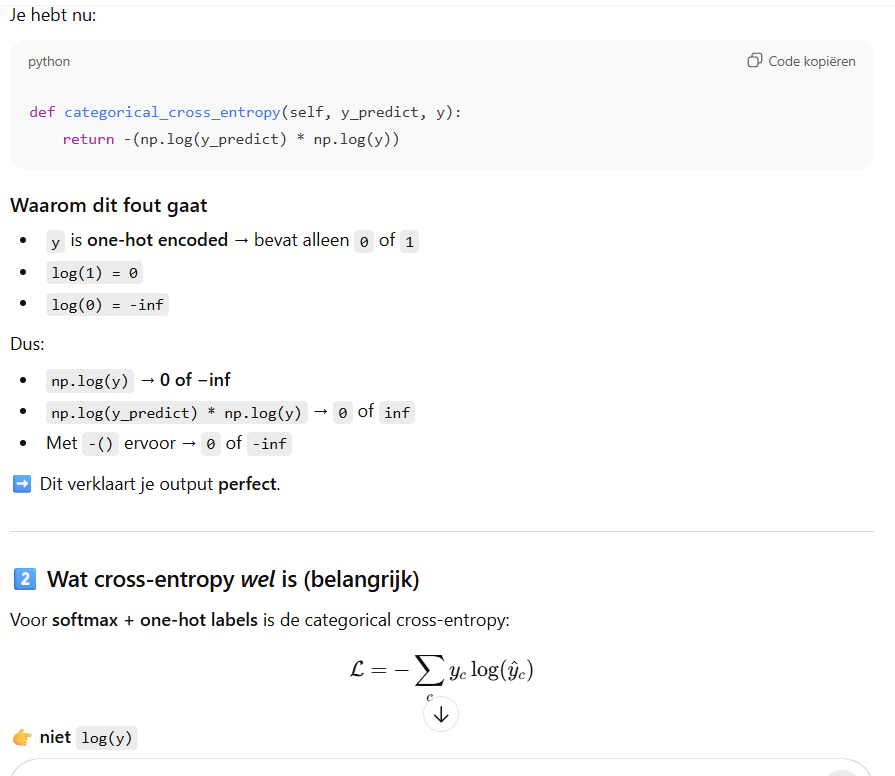 Je hebt nu:
python
Code kopiëren
def categorical_cross_entropy(self, y_predict, y):
    return -(np.log(y_predict) * np.log(y))
Waarom dit fout gaat
• y is one-hot encoded → bevat alleen 0 of 1
• log(1) = 0
• log(0) = -inf
Dus:
• np.log(y) → 0 of −inf
• np.log(y_predict) * np.log(y) → 0 of inf
• Met -() ervoor → 0 of -inf
➡️ Dit verklaart je output perfect.
2️⃣ Wat cross-entropy wel is (belangrijk)
Voor softmax + one-hot labels is de categorical cross-entropy:
ℒ = − ∑_c y_c log(ŷ_c)
👉 niet log(y)